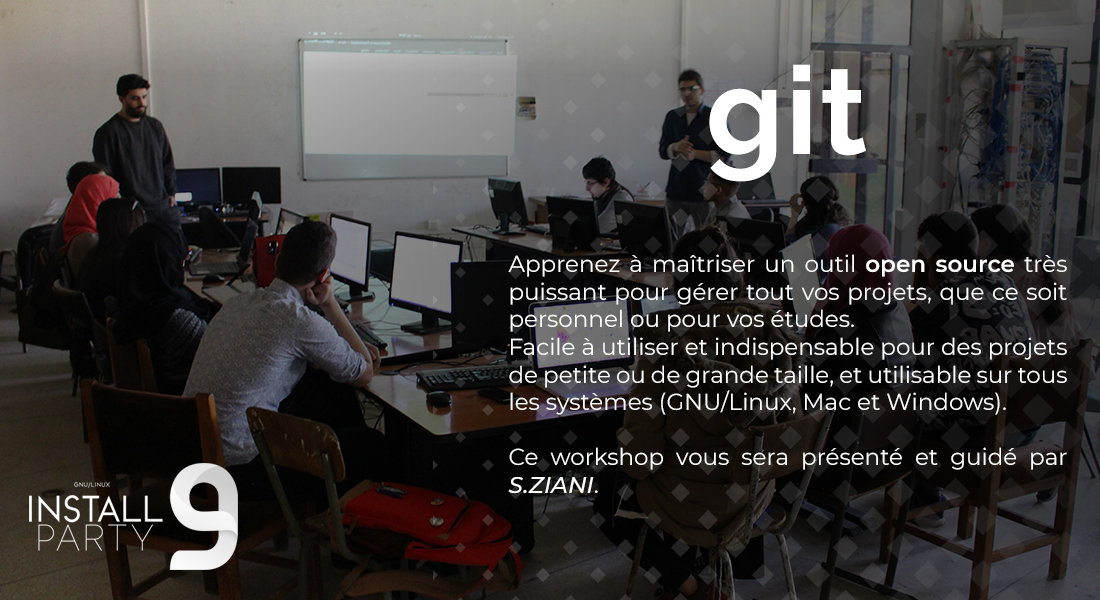 git
Apprenez à maîtriser un outil open source très
puissant pour gérer tout vos projets, que ce soit
personnel ou pour vos études.
Facile à utiliser et indispensable pour des projets
de petite ou de grande taille, et utilisable sur tous
les systèmes (GNU/Linux, Mac et Windows).
Ce workshop vous sera présenté et guidé par
S.ZIANI.
GNU/LINUX
INSTALL
PARTY
9